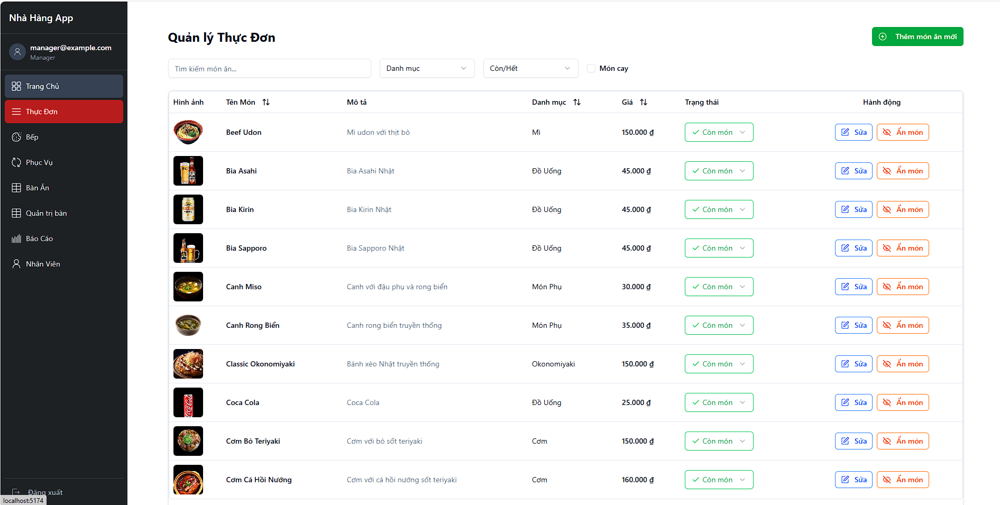 Nhà Hàng App
manager@example.com
Manager
Trang Chủ
Thực Đơn
Bếp
Phục Vụ
Bàn Ăn
Quản trị bàn
Báo Cáo
Nhân Viên
Đăng xuất
localhost:5174
Quản lý Thực Đơn
Thêm món ăn mới
Tìm kiếm món ăn... Danh mục Còn/Hết Món cay
Hình ảnh Tên Món Mô tả Danh mục Giá Trạng thái Hành động
Beef Udon Mì udon với thịt bò Mì 150.000 ₫ Còn món Sửa Ẩn món
Bia Asahi Bia Asahi Nhật Đồ Uống 45.000 ₫ Còn món Sửa Ẩn món
Bia Kirin Bia Kirin Nhật Đồ Uống 45.000 ₫ Còn món Sửa Ẩn món
Bia Sapporo Bia Sapporo Nhật Đồ Uống 45.000 ₫ Còn món Sửa Ẩn món
Canh Miso Canh với đậu phụ và rong biển Món Phụ 30.000 ₫ Còn món Sửa Ẩn món
Canh Rong Biển Canh rong biển truyền thống Món Phụ 35.000 ₫ Còn món Sửa Ẩn món
Classic Okonomiyaki Bánh xèo Nhật truyền thống Okonomiyaki 150.000 ₫ Còn món Sửa Ẩn món
Coca Cola Coca Cola Đồ Uống 25.000 ₫ Còn món Sửa Ẩn món
Cơm Bò Teriyaki Cơm với bò sốt teriyaki Cơm 150.000 ₫ Còn món Sửa Ẩn món
Cơm Cá Hồi Nướng Cơm với cá hồi nướng sốt teriyaki Cơm 160.000 ₫ Còn món Sửa Ẩn món